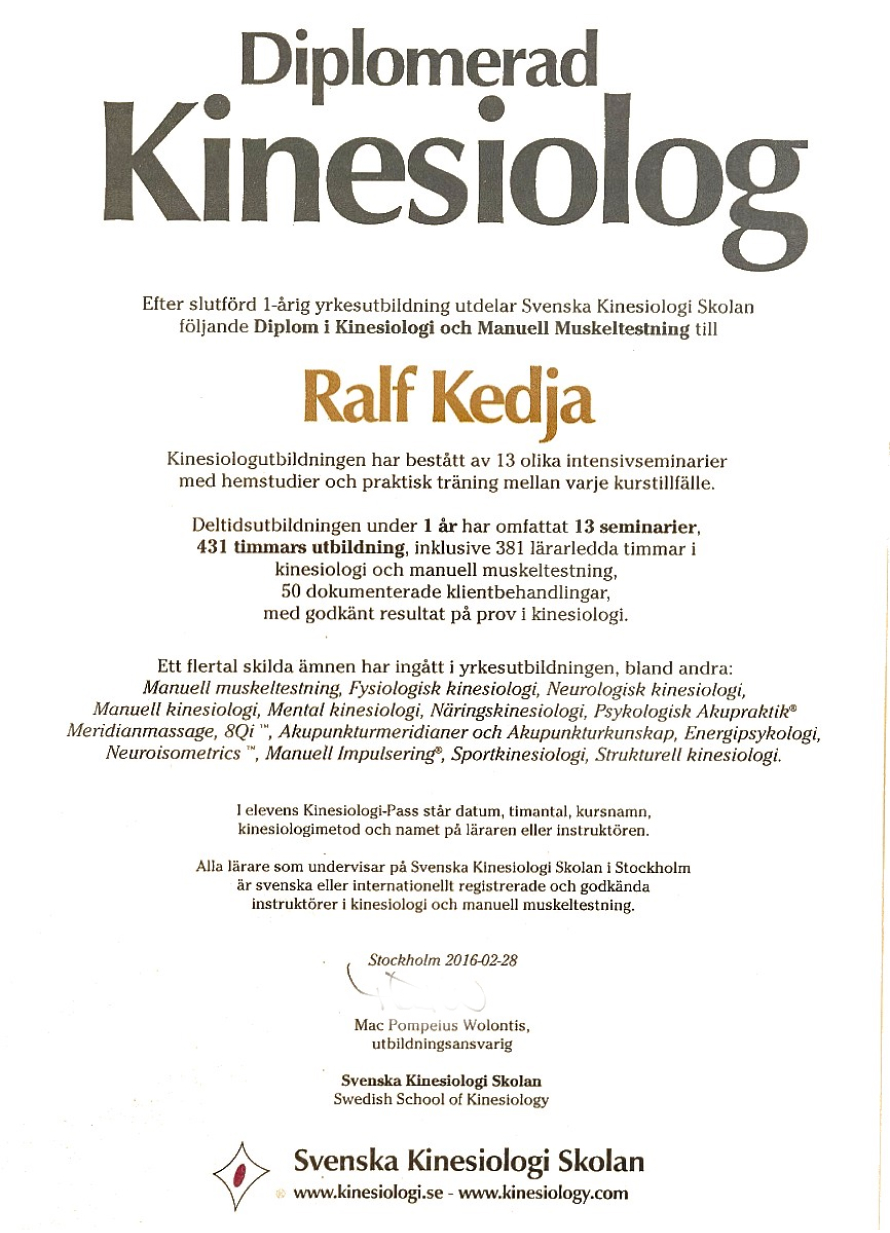 Diplomerad
Kinesiolog
Efter slutförd 1-årig yrkesutbildning utdelar Svenska Kinesiologi Skolan
följande Diplom i Kinesiologi och Manuell Muskeltestning till
Ralf Kedja
Kinesiologutbildningen har bestått av 13 olika intensivseminarier
med hemstudier och praktisk träning mellan varje kurstillfälle.
Deltidsutbildningen under 1 år har omfattat 13 seminarier,
431 timmars utbildning, inklusive 381 lärarledda timmar i
kinesiologi och manuell muskeltestning,
50 dokumenterade klientbehandlingar,
med godkänt resultat på prov i kinesiologi.
Ett flertal skilda ämnen har ingått i yrkesutbildningen, bland andra:
Manuell muskeltestning, Fysiologisk kinesiologi, Neurologisk kinesiologi,
Manuell kinesiologi, Mental kinesiologi, Näringskinesiologi, Psykologisk Akupraktik®
Meridianmassage, 8Qi ™, Akupunkturmeridianer och Akupunkturkunskap, Energipsykologi,
Neuroisometrics ™, Manuell Impulsering®, Sportkinesiologi, Strukturell kinesiologi.
I elevens Kinesiologi-Pass står datum, timantal, kursnamn,
kinesiologimetod och namet på läraren eller instruktören.
Alla lärare som undervisar på Svenska Kinesiologi Skolan i Stockholm
är svenska eller internationellt registrerade och godkända
instruktörer i kinesiologi och manuell muskeltestning.
Stockholm 2016-02-28
Mac Pompeius Wolontis,
utbildningsansvarig
Svenska Kinesiologi Skolan
Swedish School of Kinesiology
Svenska Kinesiologi Skolan
www.kinesiologi.se - www.kinesiology.com